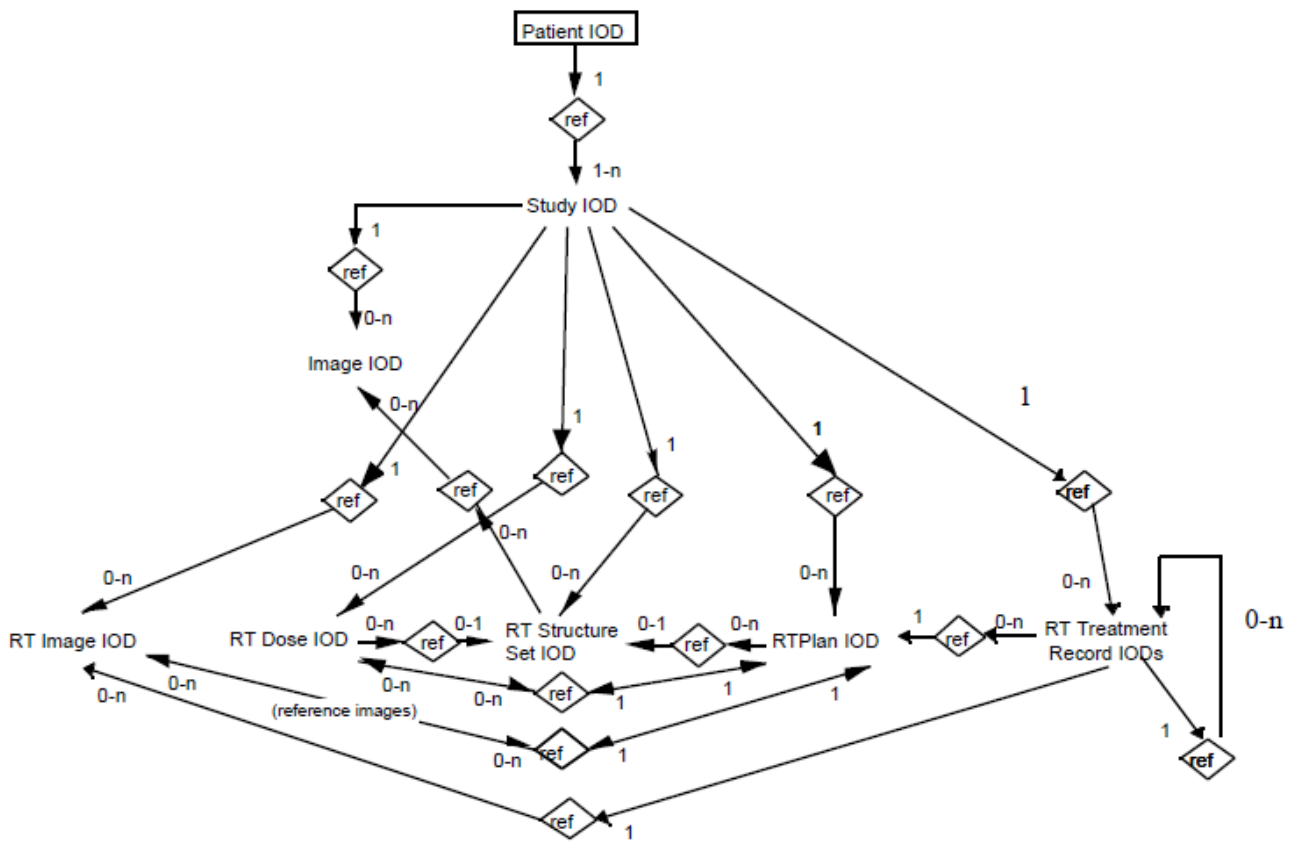 Patient IOD
1
ref
1-n
Study IOD
1
ref
0-n
Image IOD
0-n
1
1
1
1
1
ref
ref
ref
ref
ref
ref
0-n
0-n
0-n
0-n
0-n
0-n
RT Image IOD
RT Dose IOD
0-n
ref
0-1
RT Structure
Set IOD
0-1
ref
0-n
RTPlan IOD
1
ref
0-n
RT Treatment
Record IODs
0-n
0-n
0-n
0-n
0-n
ref
1
1
(reference images)
0-n
ref
1
1
1
ref
ref
1